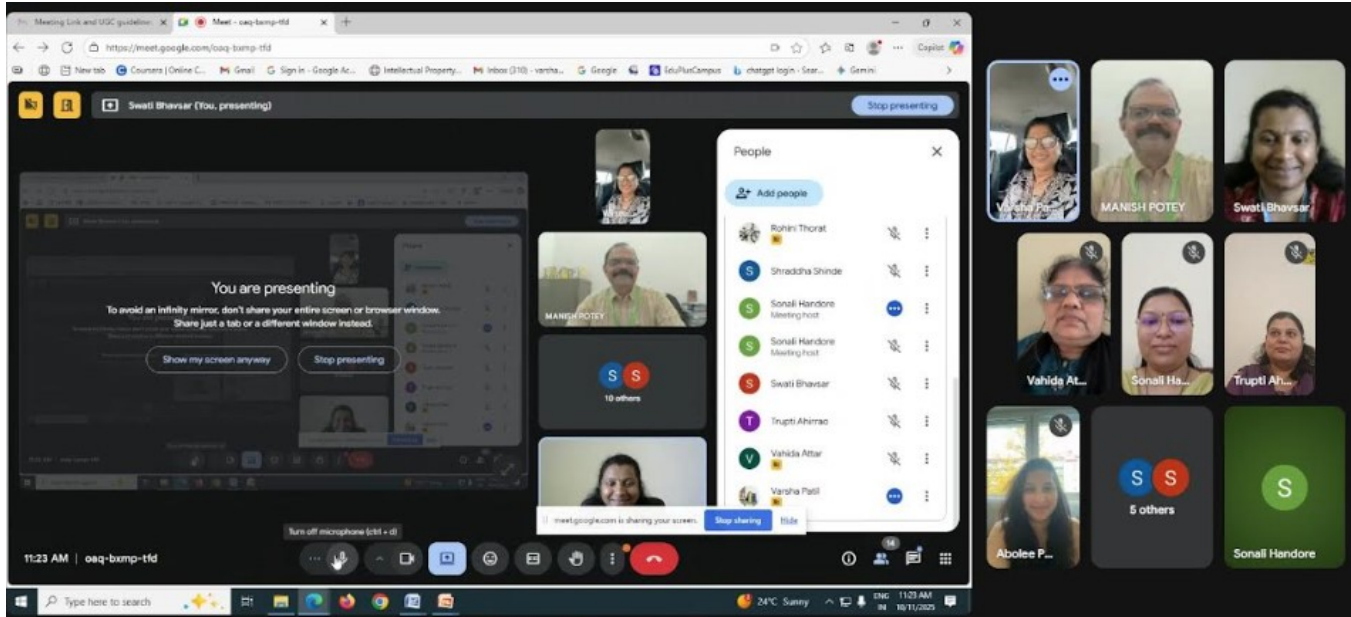 Meeting Link and UGC guideline
Meet - oaq-bxmp-tfd
https://meet.google.com/oaq-bxmp-tfd
Copilot
New tab
Coursera | Online C...
Gmail
Sign in - Google Ac...
Intellectual Property...
Inbox (310) - varsha...
Google
EduPlusCampus
chatgpt login - Sear...
Gemini
Swati Bhavsar (You, presenting)
Stop presenting
You are presenting
To avoid an infinity mirror, don't share your entire screen or browser window.
Share just a tab or a different window instead.
Show my screen anyway
Stop presenting
MANISH POTEY
S S
10 others
People
Add people
Rohini Thorat
S Shraddha Shinde
S Sonali Handore
Meeting host
S Sonali Handore
Meeting host
S Swati Bhavsar
T Trupti Ahirrao
V Vahida Attar
Varsha Patil
meet.google.com is sharing your screen.
Stop sharing
Hide
Turn off microphone (ctrl + d)
11:23 AM | oaq-bxmp-tfd
14
Type here to search
24°C Sunny
ENG
IN
11:23 AM
10/11/2025
Varsha Pa...
MANISH POTEY
Swati Bhavsar
Vahida At...
Sonali Ha...
Trupti Ah...
Abolee P...
S S
5 others
S
Sonali Handore